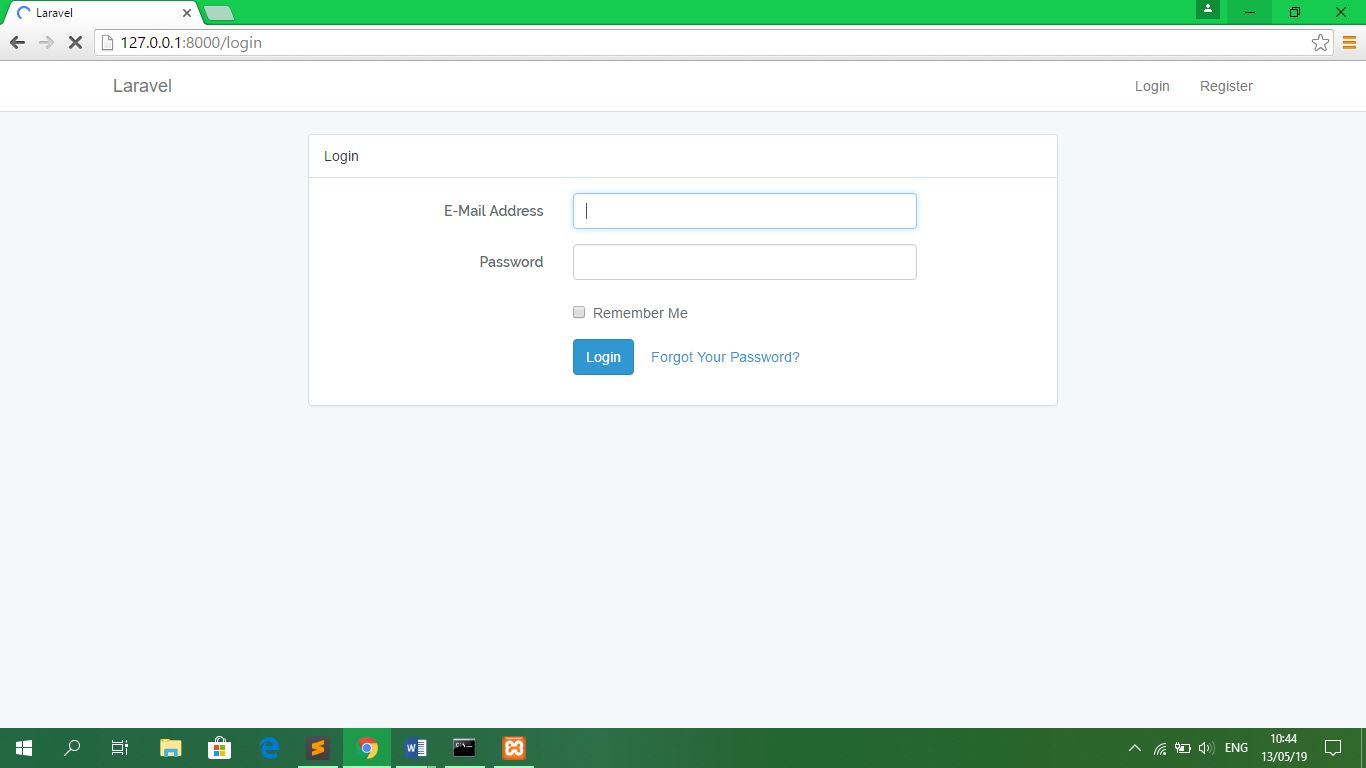 Laravel
127.0.0.1:8000/login
Laravel Login Register
Login
E-Mail Address
Password
Remember Me
Login Forgot Your Password?
ENG 10:44
13/05/19